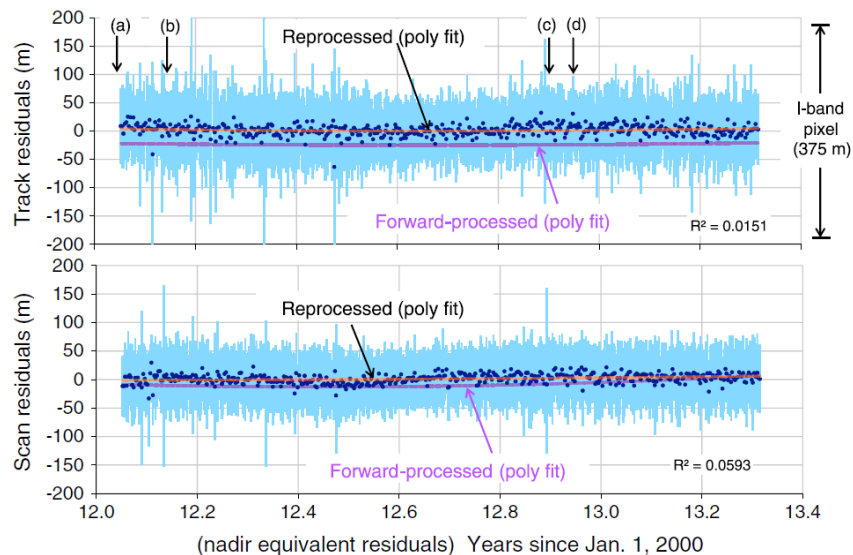 200
150
100
50
0
-50
-100
-150
-200
Track residuals (m)
(a)
(b)
Reprocessed (poly fit)
(c)
(d)
I-band
pixel
(375 m)
Forward-processed (poly fit)
R² = 0.0151
200
150
100
50
0
-50
-100
-150
-200
Scan residuals (m)
Reprocessed (poly fit)
Forward-processed (poly fit)
R² = 0.0593
12.0 12.2 12.4 12.6 12.8 13.0 13.2 13.4
(nadir equivalent residuals) Years since Jan. 1, 2000